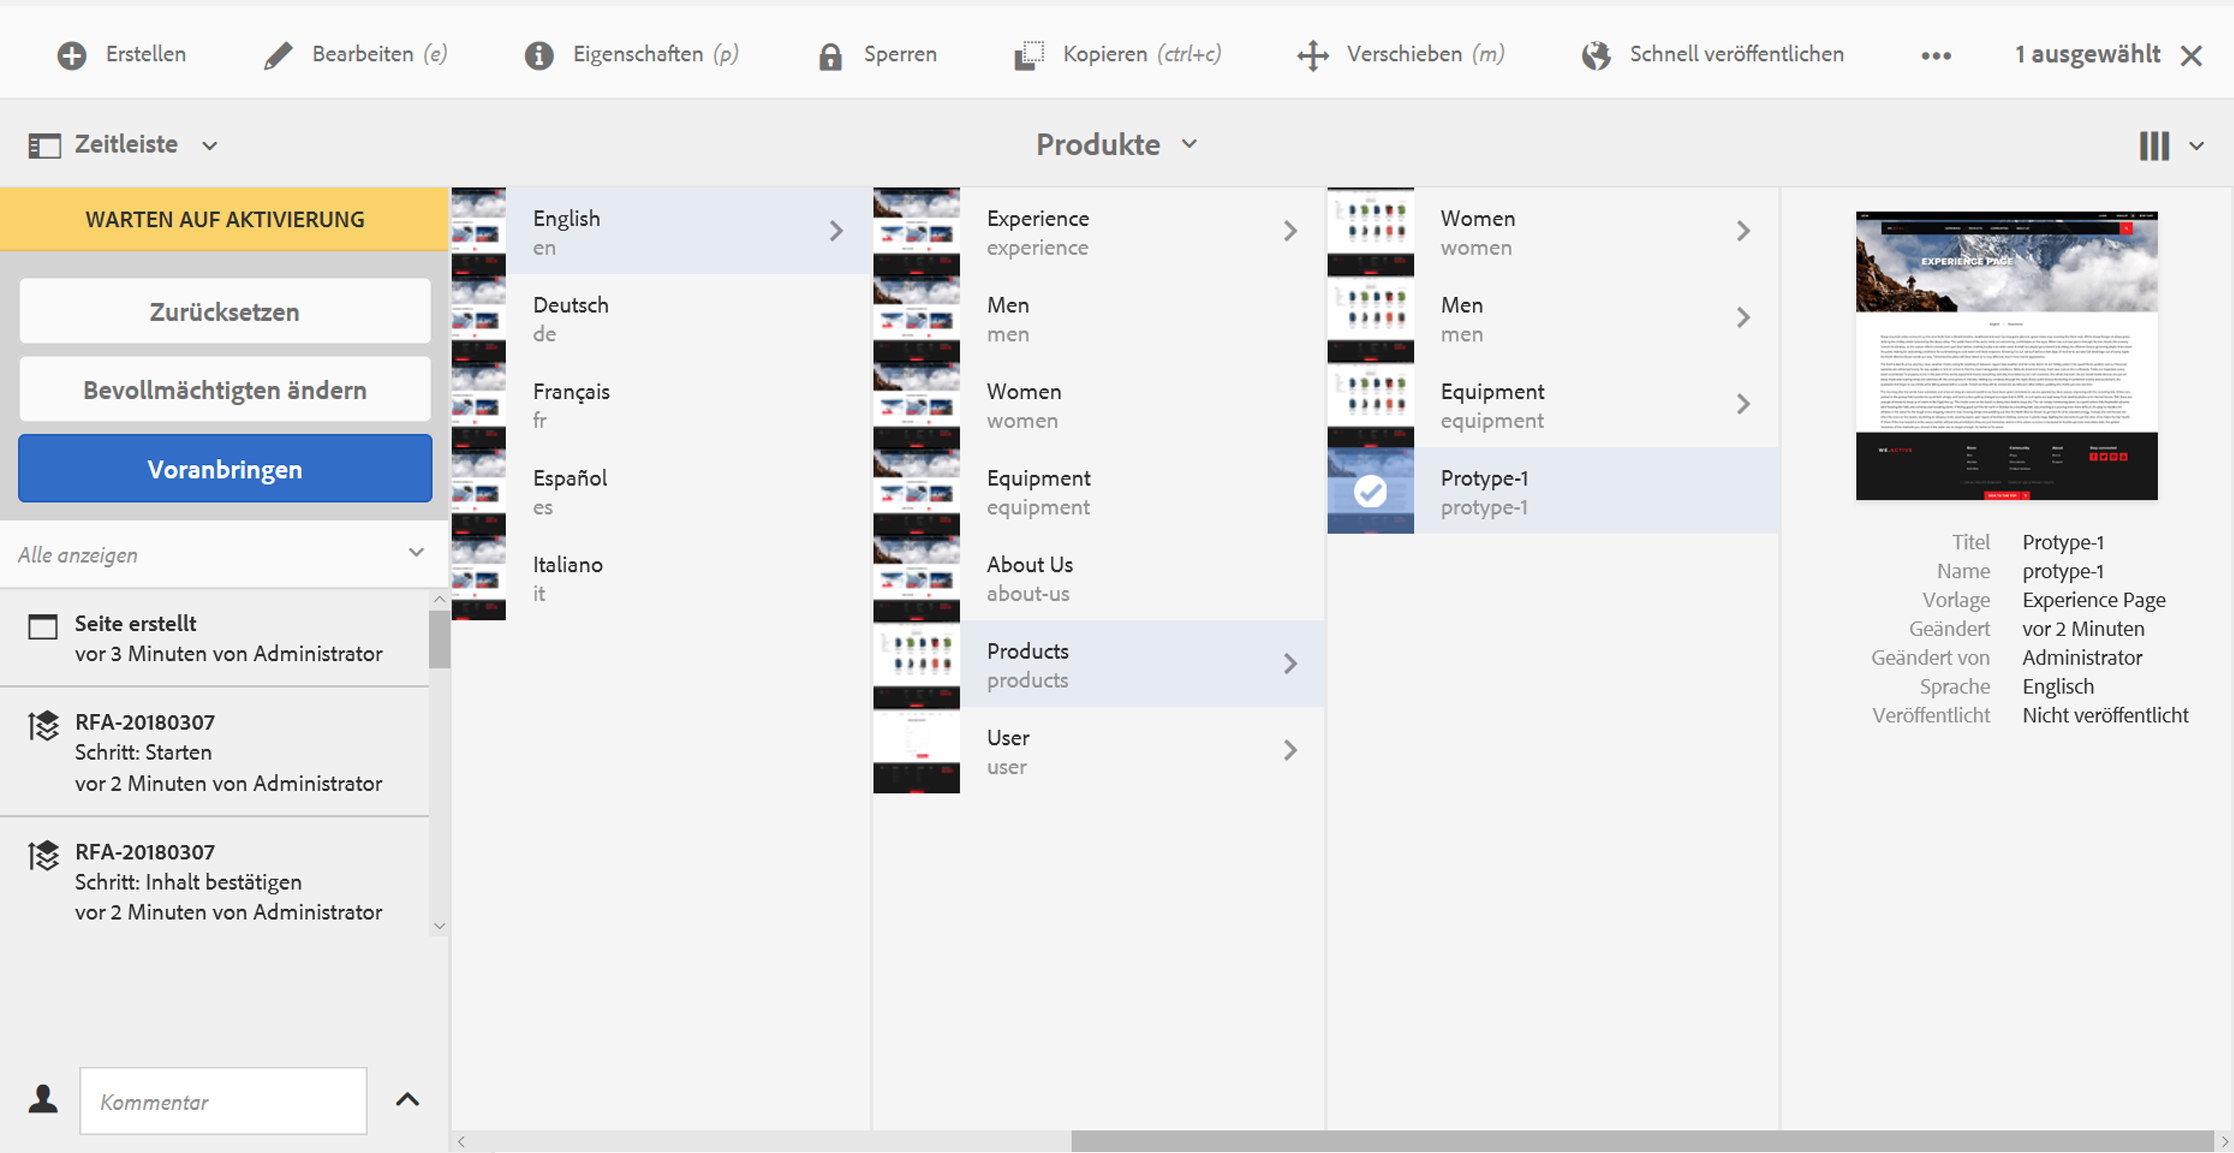 Erstellen
Bearbeiten (e)
Eigenschaften (p)
Sperren
Kopieren (ctrl+c)
Verschieben (m)
Schnell veröffentlichen
1 ausgewählt
Zeitleiste
Produkte
WARTEN AUF AKTIVIERUNG
Zurücksetzen
Bevollmächtigten ändern
Voranbringen
Alle anzeigen
Seite erstellt
vor 3 Minuten von Administrator
RFA-20180307
Schritt: Starten
vor 2 Minuten von Administrator
RFA-20180307
Schritt: Inhalt bestätigen
vor 2 Minuten von Administrator
Kommentar
English
en
Deutsch
de
Français
fr
Español
es
Italiano
it
Experience
experience
Men
men
Women
women
Equipment
equipment
About Us
about-us
Products
products
User
user
Women
women
Men
men
Equipment
equipment
Protype-1
protype-1
EXPERIENCE PAGE
Titel Protype-1
Name protype-1
Vorlage Experience Page
Geändert vor 2 Minuten
Geändert von Administrator
Sprache Englisch
Veröffentlicht Nicht veröffentlicht